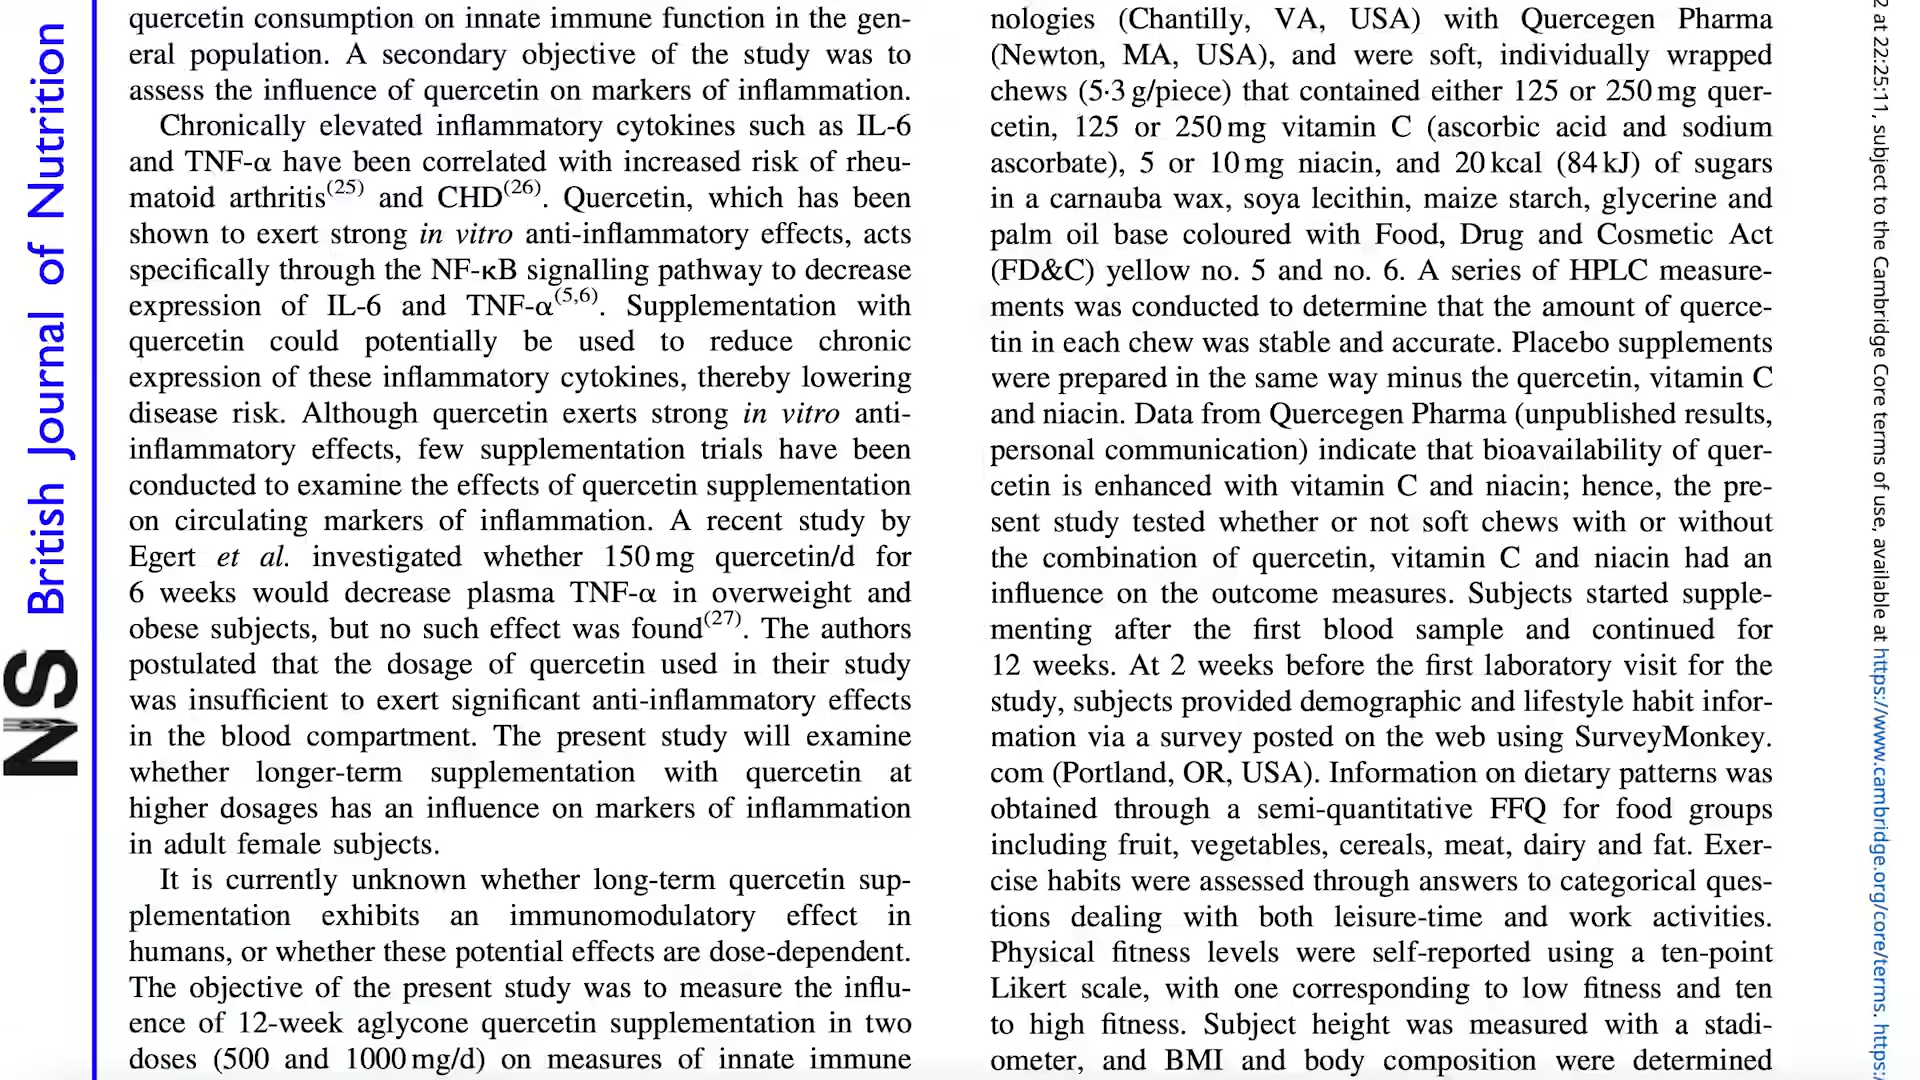 British Journal of Nutrition
NS
quercetin consumption on innate immune function in the gen-
eral population. A secondary objective of the study was to
assess the influence of quercetin on markers of inflammation.
Chronically elevated inflammatory cytokines such as IL-6
and TNF-α have been correlated with increased risk of rheu-
matoid arthritis(25) and CHD(26). Quercetin, which has been
shown to exert strong in vitro anti-inflammatory effects, acts
specifically through the NF-κB signalling pathway to decrease
expression of IL-6 and TNF-α(5,6). Supplementation with
quercetin could potentially be used to reduce chronic
expression of these inflammatory cytokines, thereby lowering
disease risk. Although quercetin exerts strong in vitro anti-
inflammatory effects, few supplementation trials have been
conducted to examine the effects of quercetin supplementation
on circulating markers of inflammation. A recent study by
Egert et al. investigated whether 150 mg quercetin/d for
6 weeks would decrease plasma TNF-α in overweight and
obese subjects, but no such effect was found(27). The authors
postulated that the dosage of quercetin used in their study
was insufficient to exert significant anti-inflammatory effects
in the blood compartment. The present study will examine
whether longer-term supplementation with quercetin at
higher dosages has an influence on markers of inflammation
in adult female subjects.
It is currently unknown whether long-term quercetin sup-
plementation exhibits an immunomodulatory effect in
humans, or whether these potential effects are dose-dependent.
The objective of the present study was to measure the influ-
ence of 12-week aglycone quercetin supplementation in two
doses (500 and 1000 mg/d) on measures of innate immune
nologies (Chantilly, VA, USA) with Quercegen Pharma
(Newton, MA, USA), and were soft, individually wrapped
chews (5·3 g/piece) that contained either 125 or 250 mg quer-
cetin, 125 or 250 mg vitamin C (ascorbic acid and sodium
ascorbate), 5 or 10 mg niacin, and 20 kcal (84 kJ) of sugars
in a carnauba wax, soya lecithin, maize starch, glycerine and
palm oil base coloured with Food, Drug and Cosmetic Act
(FD&C) yellow no. 5 and no. 6. A series of HPLC measure-
ments was conducted to determine that the amount of querce-
tin in each chew was stable and accurate. Placebo supplements
were prepared in the same way minus the quercetin, vitamin C
and niacin. Data from Quercegen Pharma (unpublished results,
personal communication) indicate that bioavailability of quer-
cetin is enhanced with vitamin C and niacin; hence, the pre-
sent study tested whether or not soft chews with or without
the combination of quercetin, vitamin C and niacin had an
influence on the outcome measures. Subjects started supple-
menting after the first blood sample and continued for
12 weeks. At 2 weeks before the first laboratory visit for the
study, subjects provided demographic and lifestyle habit infor-
mation via a survey posted on the web using SurveyMonkey.
com (Portland, OR, USA). Information on dietary patterns was
obtained through a semi-quantitative FFQ for food groups
including fruit, vegetables, cereals, meat, dairy and fat. Exer-
cise habits were assessed through answers to categorical ques-
tions dealing with both leisure-time and work activities.
Physical fitness levels were self-reported using a ten-point
Likert scale, with one corresponding to low fitness and ten
to high fitness. Subject height was measured with a stadi-
ometer, and BMI and body composition were determined
2 at 22:25:11, subject to the Cambridge Core terms of use, available at https://www.cambridge.org/core/terms. https:/